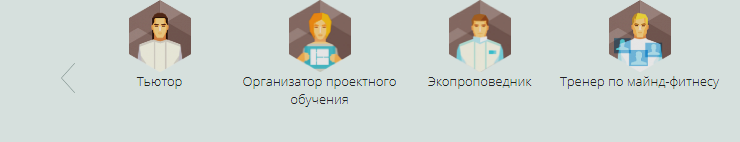 Тьютор
Организатор проектного
обучения
Экопроповедник
Тренер по майнд-фитнесу